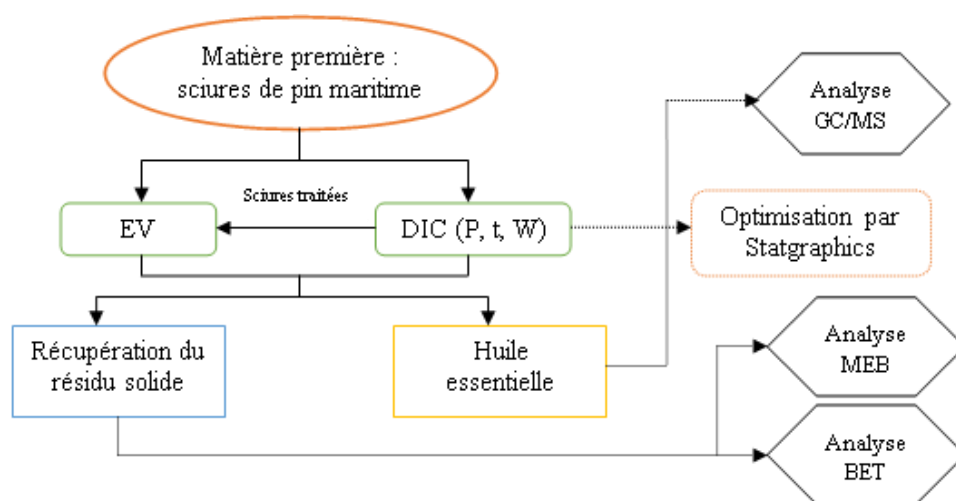 Matière première :
sciures de pin maritime
Analyse
GC/MS
Sciures traitées
EV
DIC (P, t, W)
Optimisation par
Statgraphics
Récupération du
résidu solide
Huile
essentielle
Analyse
MEB
Analyse
BET